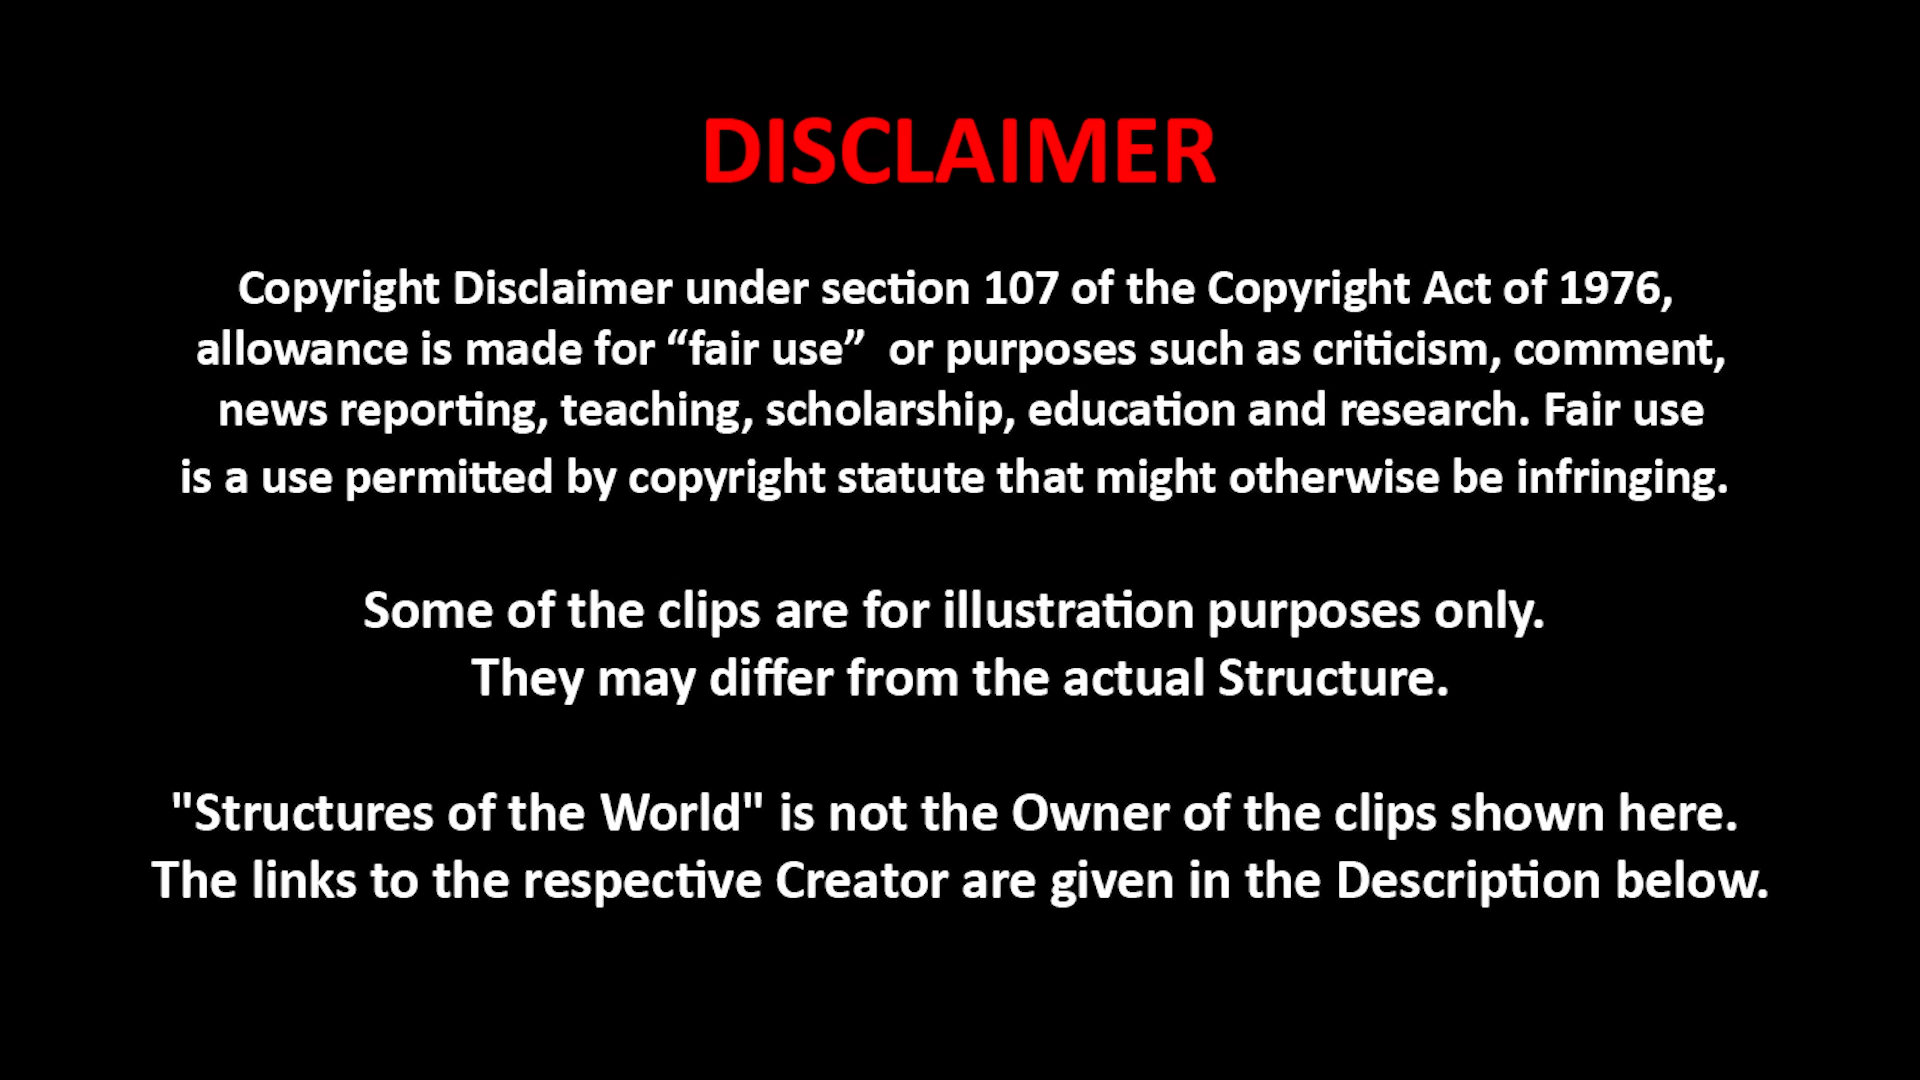 DISCLAIMER
Copyright Disclaimer under section 107 of the Copyright Act of 1976,
allowance is made for “fair use”  or purposes such as criticism, comment,
news reporting, teaching, scholarship, education and research. Fair use
is a use permitted by copyright statute that might otherwise be infringing.
Some of the clips are for illustration purposes only.
They may differ from the actual Structure.
"Structures of the World" is not the Owner of the clips shown here.
The links to the respective Creator are given in the Description below.